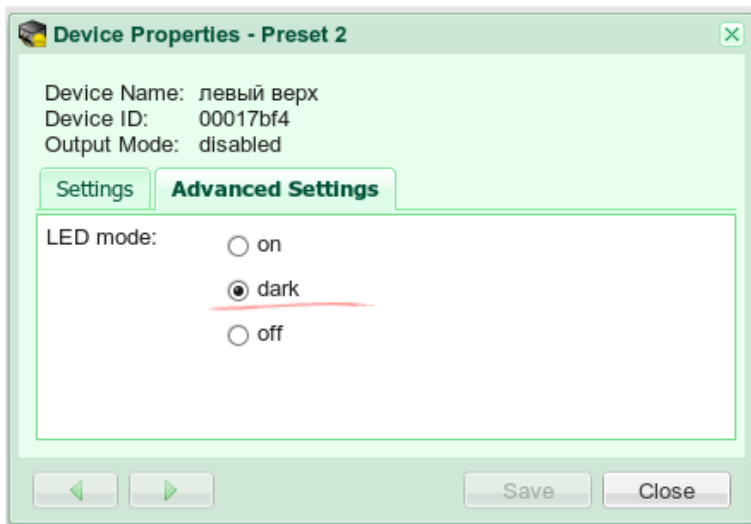 Device Properties - Preset 2
Device Name: левый верх
Device ID: 00017bf4
Output Mode: disabled
Settings Advanced Settings
LED mode:
on
dark
off
Save Close